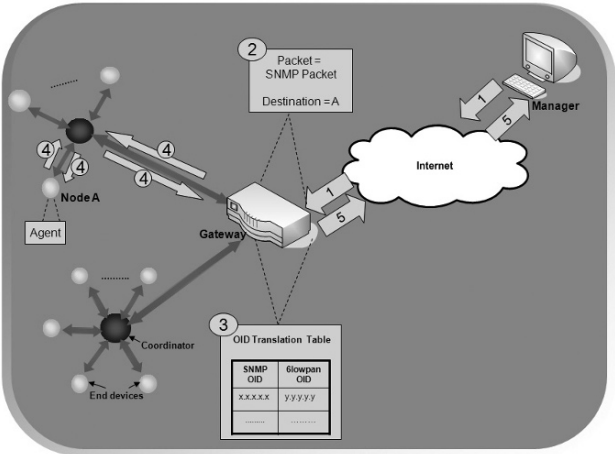 2
Packet =
SNMP Packet
Destination = A
1
5
Manager
Internet
1
5
4
4
4
4
Node A
Agent
Gateway
..........
..........
Coordinator
End devices
3
OID Translation Table
SNMP OID
6lowpan OID
x.x.x.x.x
y.y.y.y.y
.........
..........